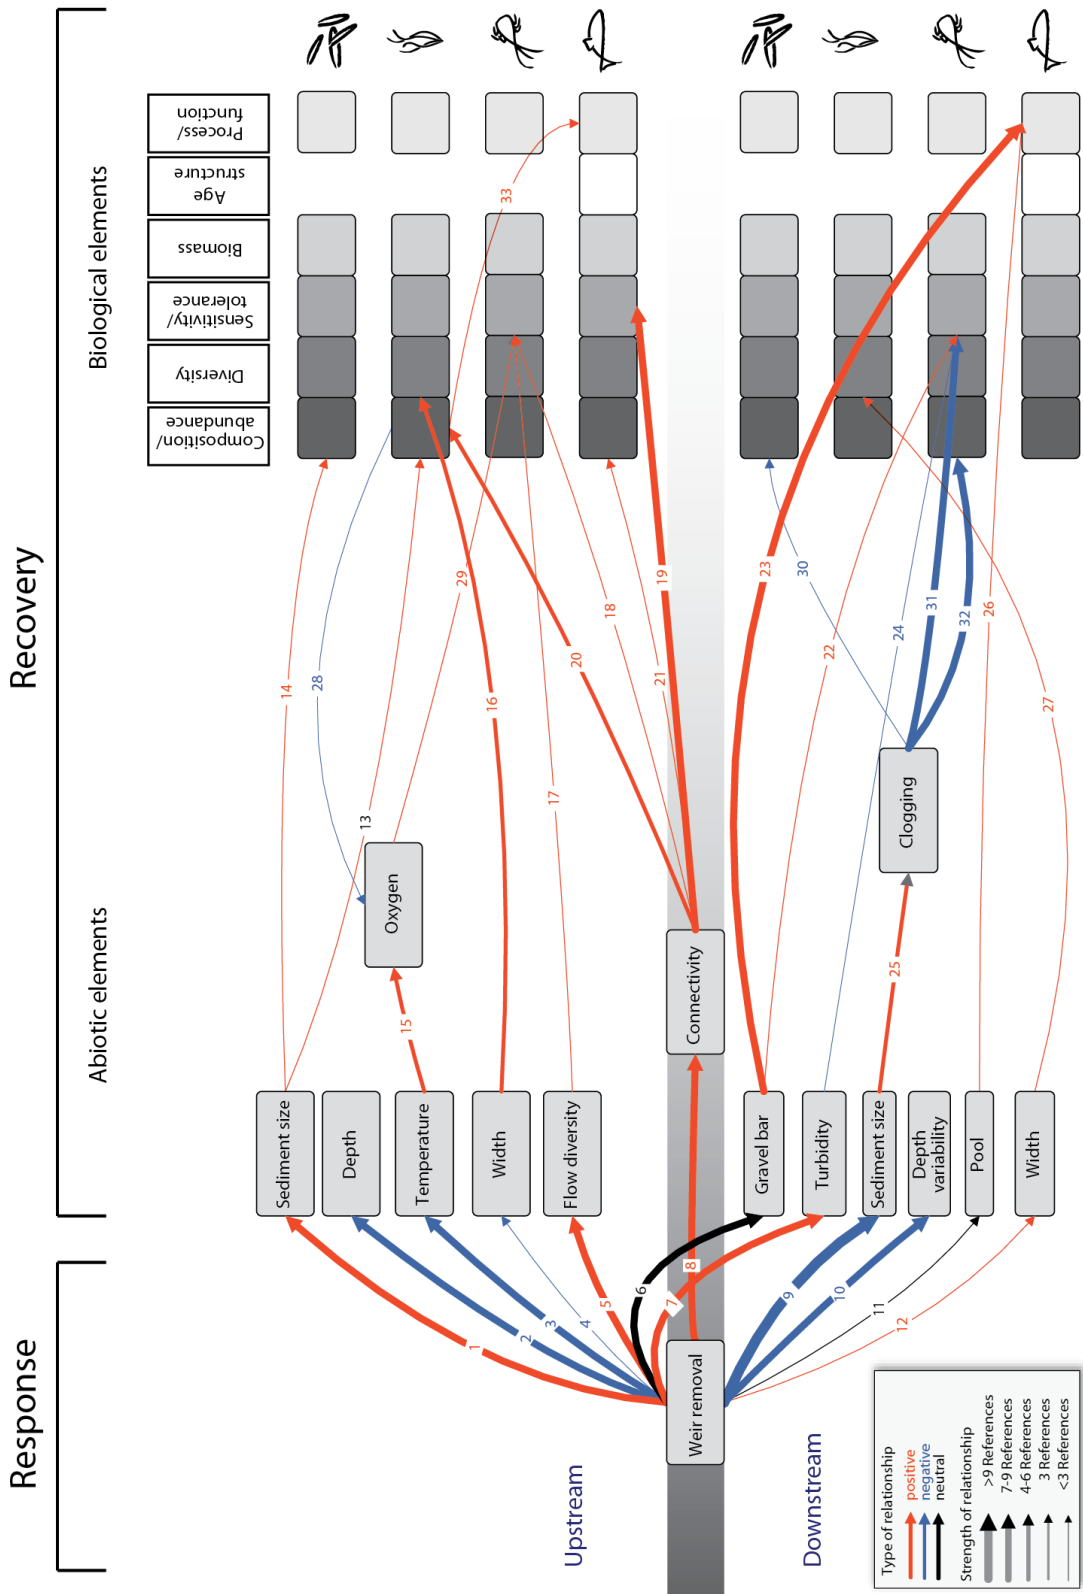 Response
Recovery
Abiotic elements
Biological elements
Composition/
abundance
Diversity
Sensitivity/
tolerance
Biomass
Age
structure
Process/
function
Upstream
Downstream
Weir removal
Connectivity
Sediment size
Depth
Temperature
Width
Flow diversity
Oxygen
Gravel bar
Turbidity
Sediment size
Depth
variability
Pool
Width
Clogging
1
2
3
4
5
6
7
8
9
10
11
12
13
14
15
16
17
18
19
20
21
22
23
24
25
26
27
28
29
30
31
32
33
Type of relationship
positive
negative
neutral
Strength of relationship
>9 References
7-9 References
4-6 References
3 References
<3 References